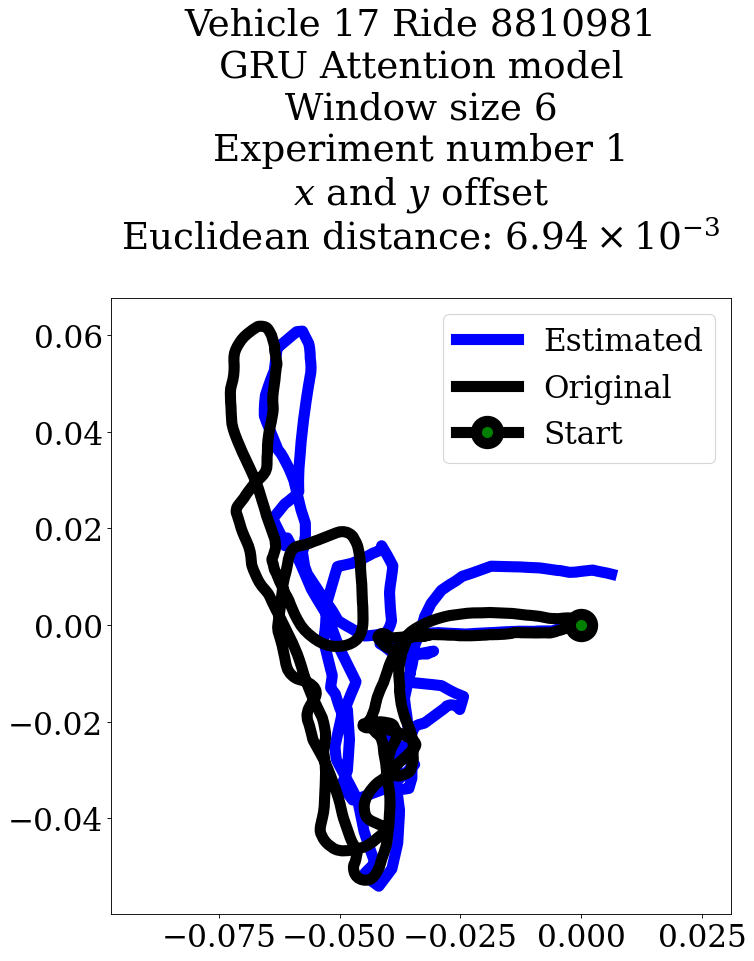 Vehicle 17 Ride 8810981
GRU Attention model
Window size 6
Experiment number 1
x and y offset
Euclidean distance: 6.94 × 10⁻³
Estimated
Original
Start
0.06
0.04
0.02
0.00
−0.02
−0.04
−0.075 −0.050 −0.025 0.000 0.025